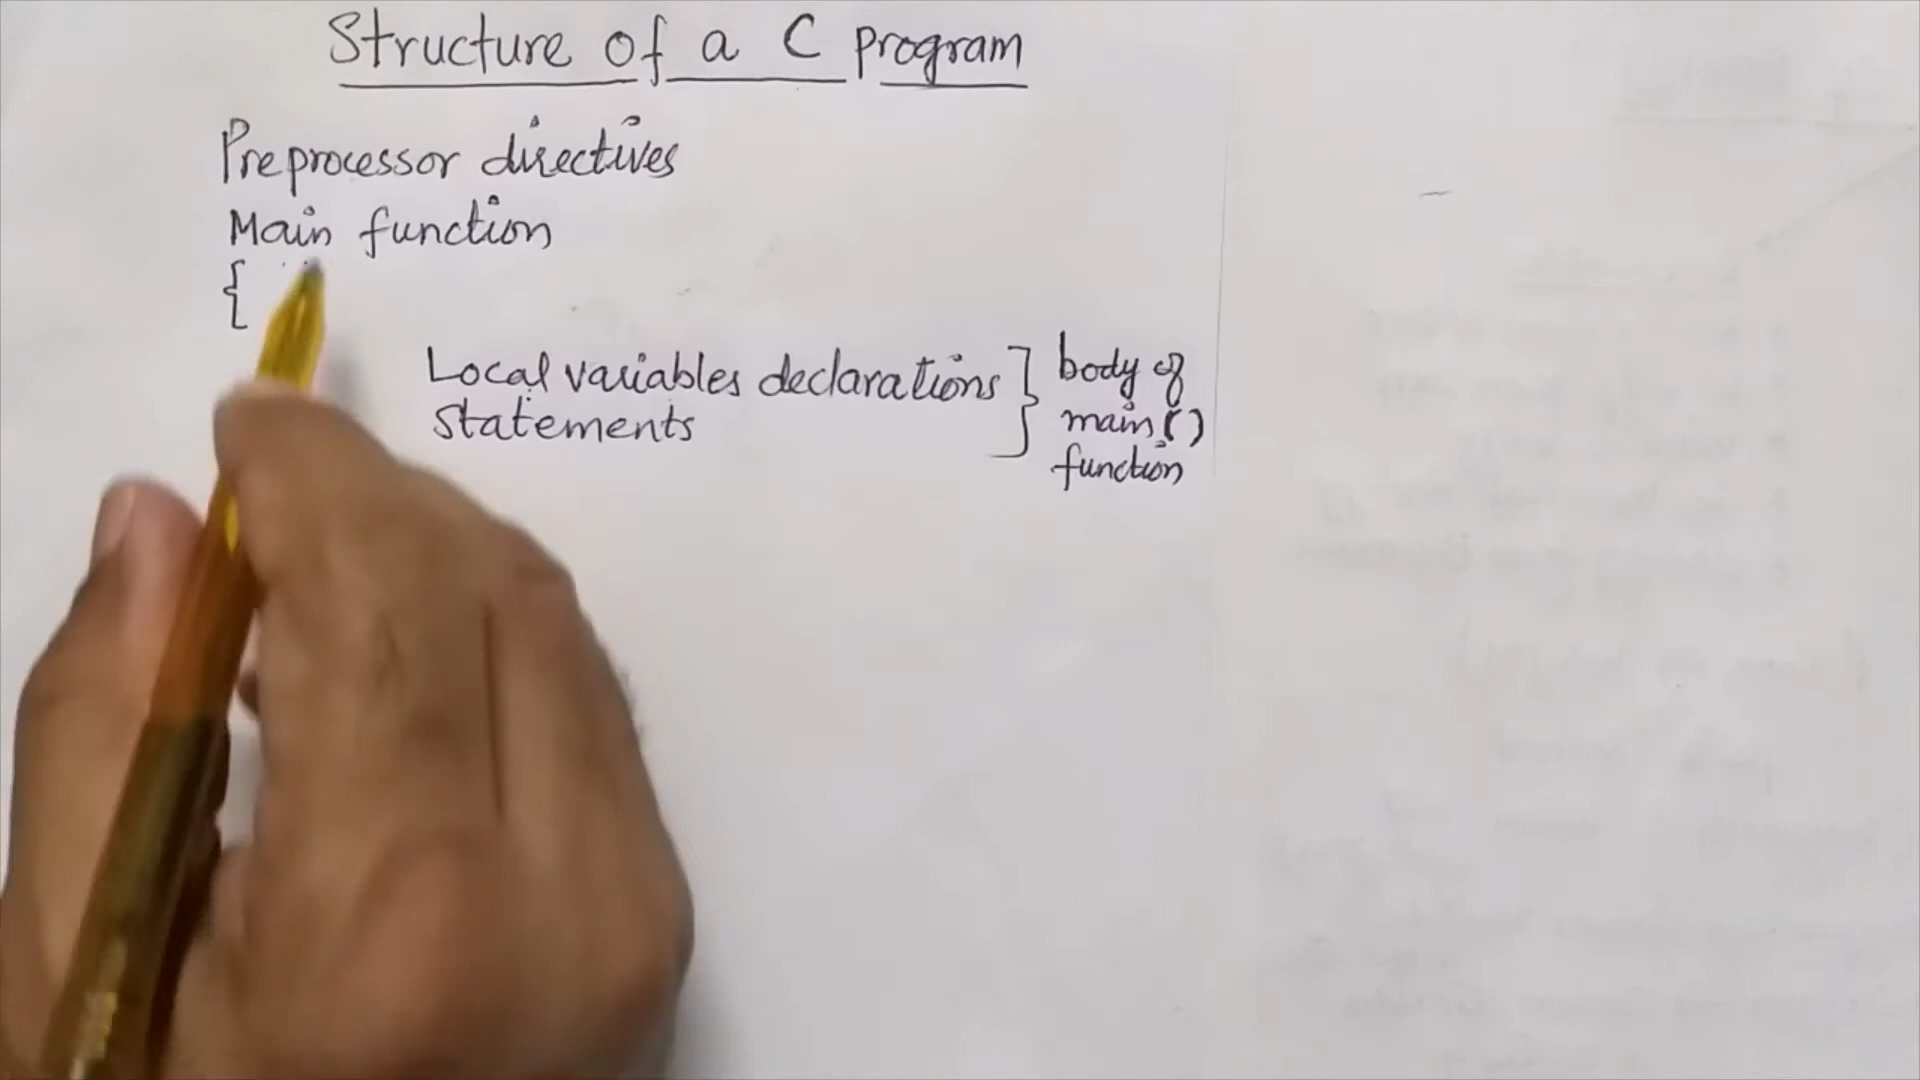 Structure of a C program
Preprocessor directives
Main function
{
Local variables declarations } body of
statements main()
function